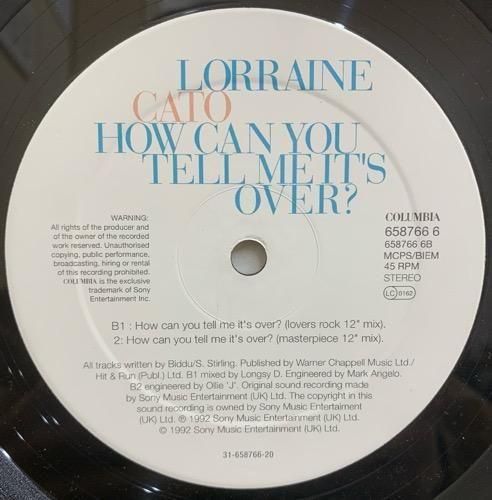 LORRAINE
CATO
HOW CAN YOU
TELL ME IT'S
OVER?
WARNING:
All rights of the producer and
of the owner of the recorded
work reserved. Unauthorised
copying, public performance,
broadcasting, hiring or rental
of this recording prohibited.
COLUMBIA is the exclusive
trademark of Sony
Entertainment Inc.
COLUMBIA
658766 6
658766 6B
MCPS/BIEM
45 RPM
STEREO
LC 0162
B1 : How can you tell me it's over? (lovers rock 12" mix).
2: How can you tell me it's over? (masterpiece 12" mix).
All tracks written by Biddu/S. Stirling. Published by Warner Chappell Music Ltd./
Hit & Run (Publ.) Ltd. B1 mixed by Longsy D. Engineered by Mark Angelo.
B2 engineered by Ollie 'J'. Original sound recording made
by Sony Music Entertainment (UK) Ltd. The copyright in this
sound recording is owned by Sony Music Entertaiment
(UK) Ltd. ℗ 1992 Sony Music Entertainment (UK) Ltd.
© 1992 Sony Music Entertainment (UK) Ltd.
31-658766-20